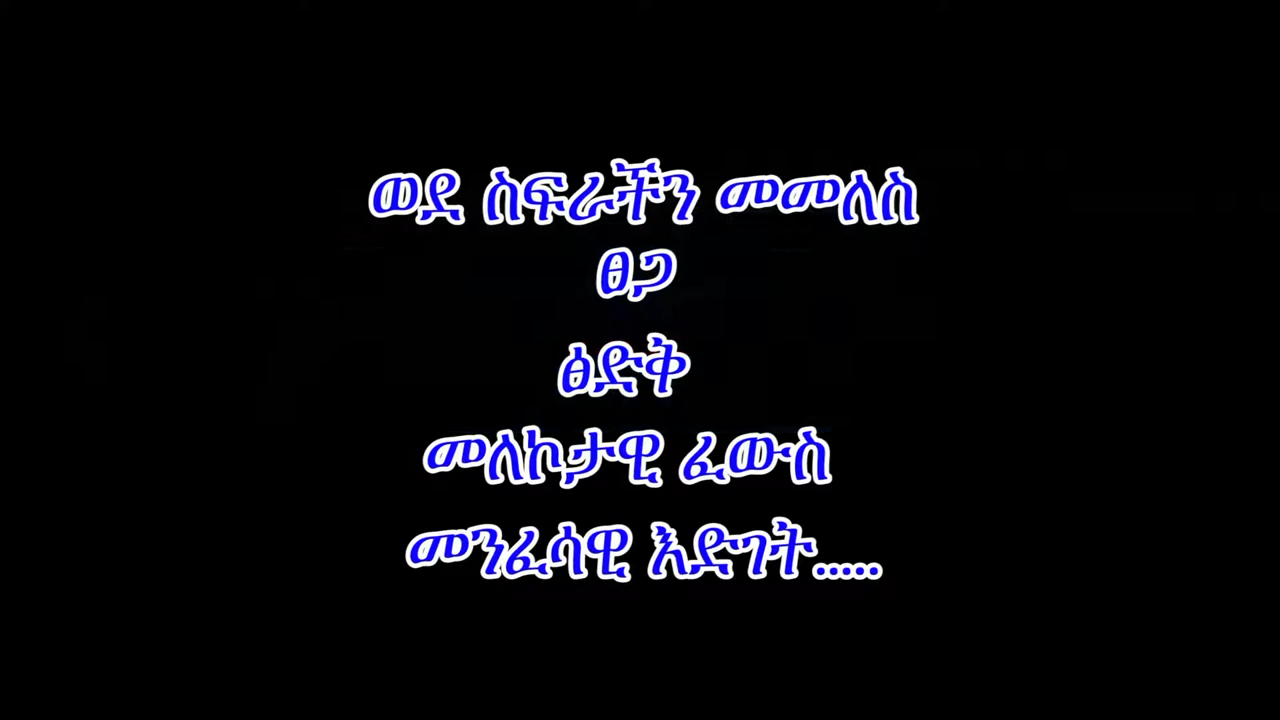 ወደ ስፍራችን መመለስ
ፀጋ
ፅድቅ
መለኮታዊ ፈውስ
መንፈሳዊ እድገት.....